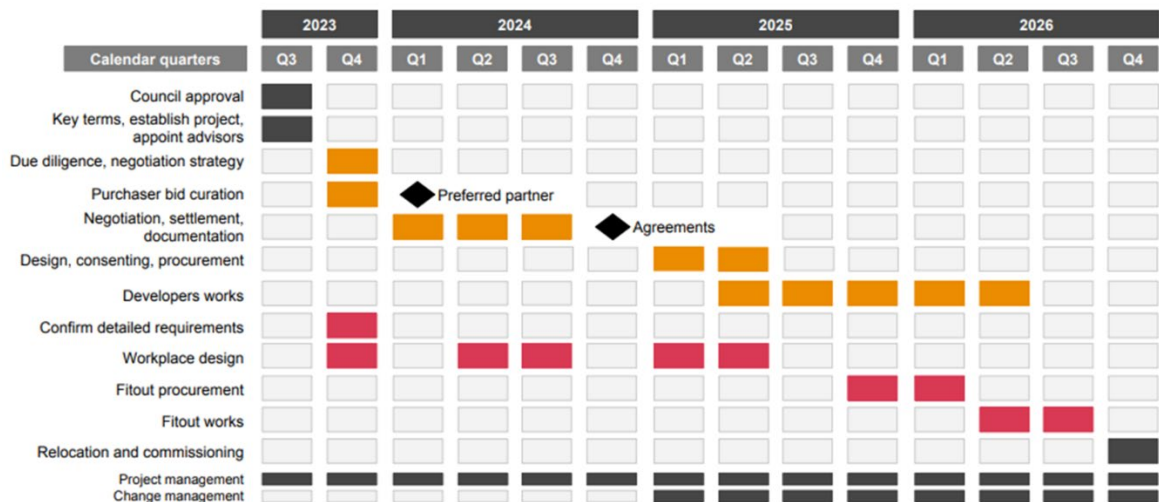 2023 2024 2025 2026
Calendar quarters Q3 Q4 Q1 Q2 Q3 Q4 Q1 Q2 Q3 Q4 Q1 Q2 Q3 Q4
Council approval
Key terms, establish project,
appoint advisors
Due diligence, negotiation strategy
Purchaser bid curation Preferred partner
Negotiation, settlement,
documentation
Agreements
Design, consenting, procurement
Developers works
Confirm detailed requirements
Workplace design
Fitout procurement
Fitout works
Relocation and commissioning
Project management
Change management